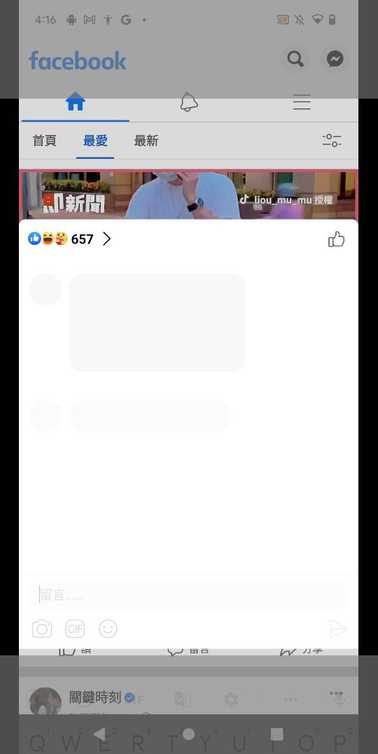 4:16
facebook
首頁 最愛 最新
即新聞
liou_mu_mu 授權
657
留言……
GIF
讚 留言 分享
關鍵時刻
Q W E R T Y U I O P